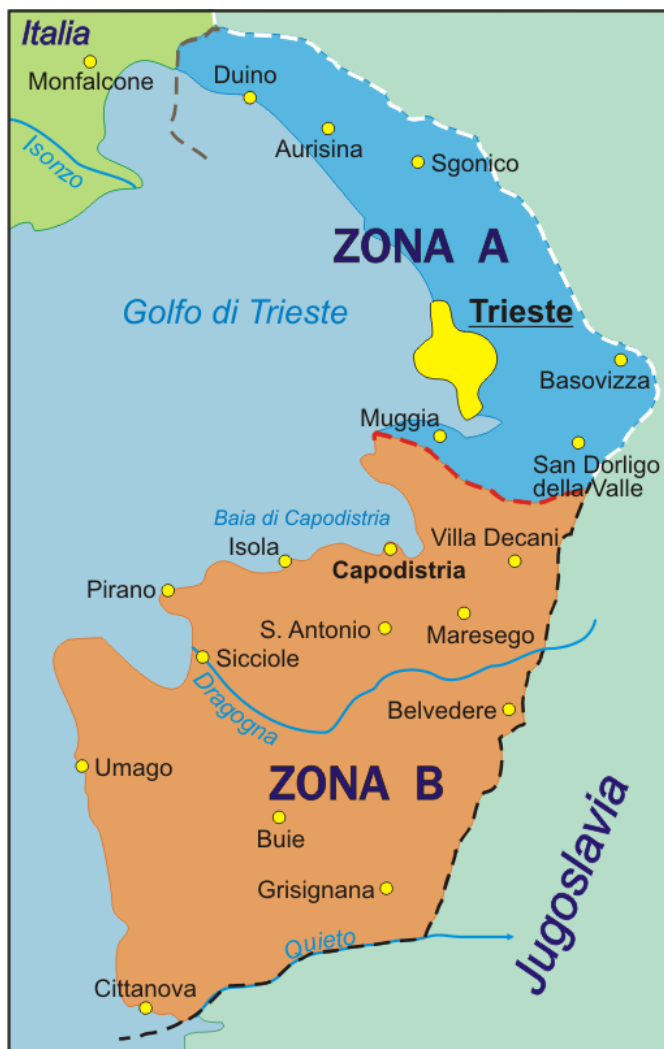 Italia
Monfalcone
Isonzo
Duino
Aurisina
Sgonico
ZONA A
Golfo di Trieste
Trieste
Basovizza
Muggia
San Dorligo
della Valle
Baia di Capodistria
Isola
Villa Decani
Capodistria
Pirano
S. Antonio
Maresego
Sicciole
Dragogna
Belvedere
Umago
ZONA B
Buie
Jugoslavia
Grisignana
Quieto
Cittanova